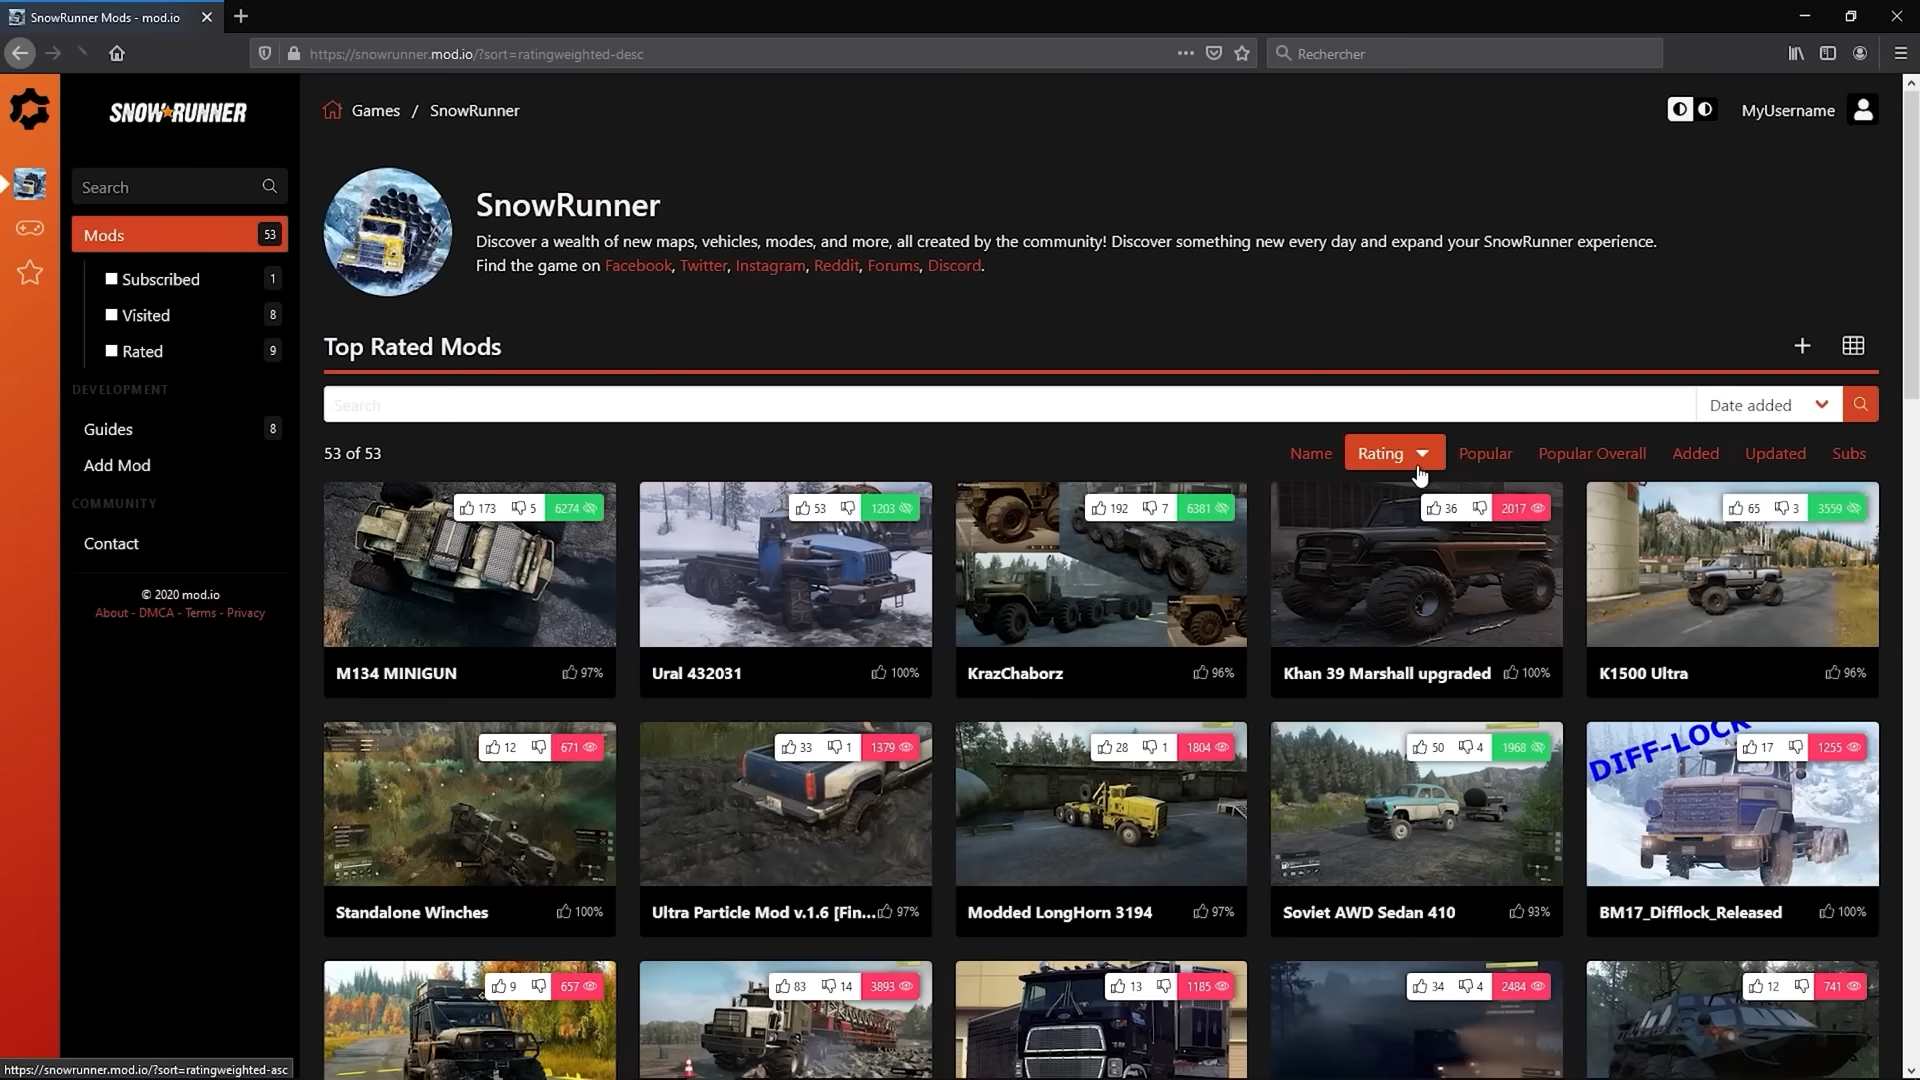 SnowRunner Mods - mod.io
https://snowrunner.mod.io/?sort=ratingweighted-desc
Rechercher
SNOWRUNNER
Games / SnowRunner
MyUsername
Search
Mods 53
Subscribed 1
Visited 8
Rated 9
DEVELOPMENT
Guides 8
Add Mod
COMMUNITY
Contact
© 2020 mod.io
About - DMCA - Terms - Privacy
SnowRunner
Discover a wealth of new maps, vehicles, modes, and more, all created by the community! Discover something new every day and expand your SnowRunner experience.
Find the game on Facebook, Twitter, Instagram, Reddit, Forums, Discord.
Top Rated Mods
Search
Date added
53 of 53
Name Rating Popular Popular Overall Added Updated Subs
173 5 6274
53 1203
192 7 6381
36 2017
65 3 3559
M134 MINIGUN 97%
Ural 432031 100%
KrazChaborz 96%
Khan 39 Marshall upgraded 100%
K1500 Ultra 96%
12 671
33 1 1379
28 1 1804
50 4 1968
DIFF-LOCK
17 1255
Standalone Winches 100%
Ultra Particle Mod v.1.6 [Fin... 97%
Modded LongHorn 3194 97%
Soviet AWD Sedan 410 93%
BM17_Difflock_Released 100%
9 657
83 14 3893
13 1185
34 4 2484
12 741
https://snowrunner.mod.io/?sort=ratingweighted-asc